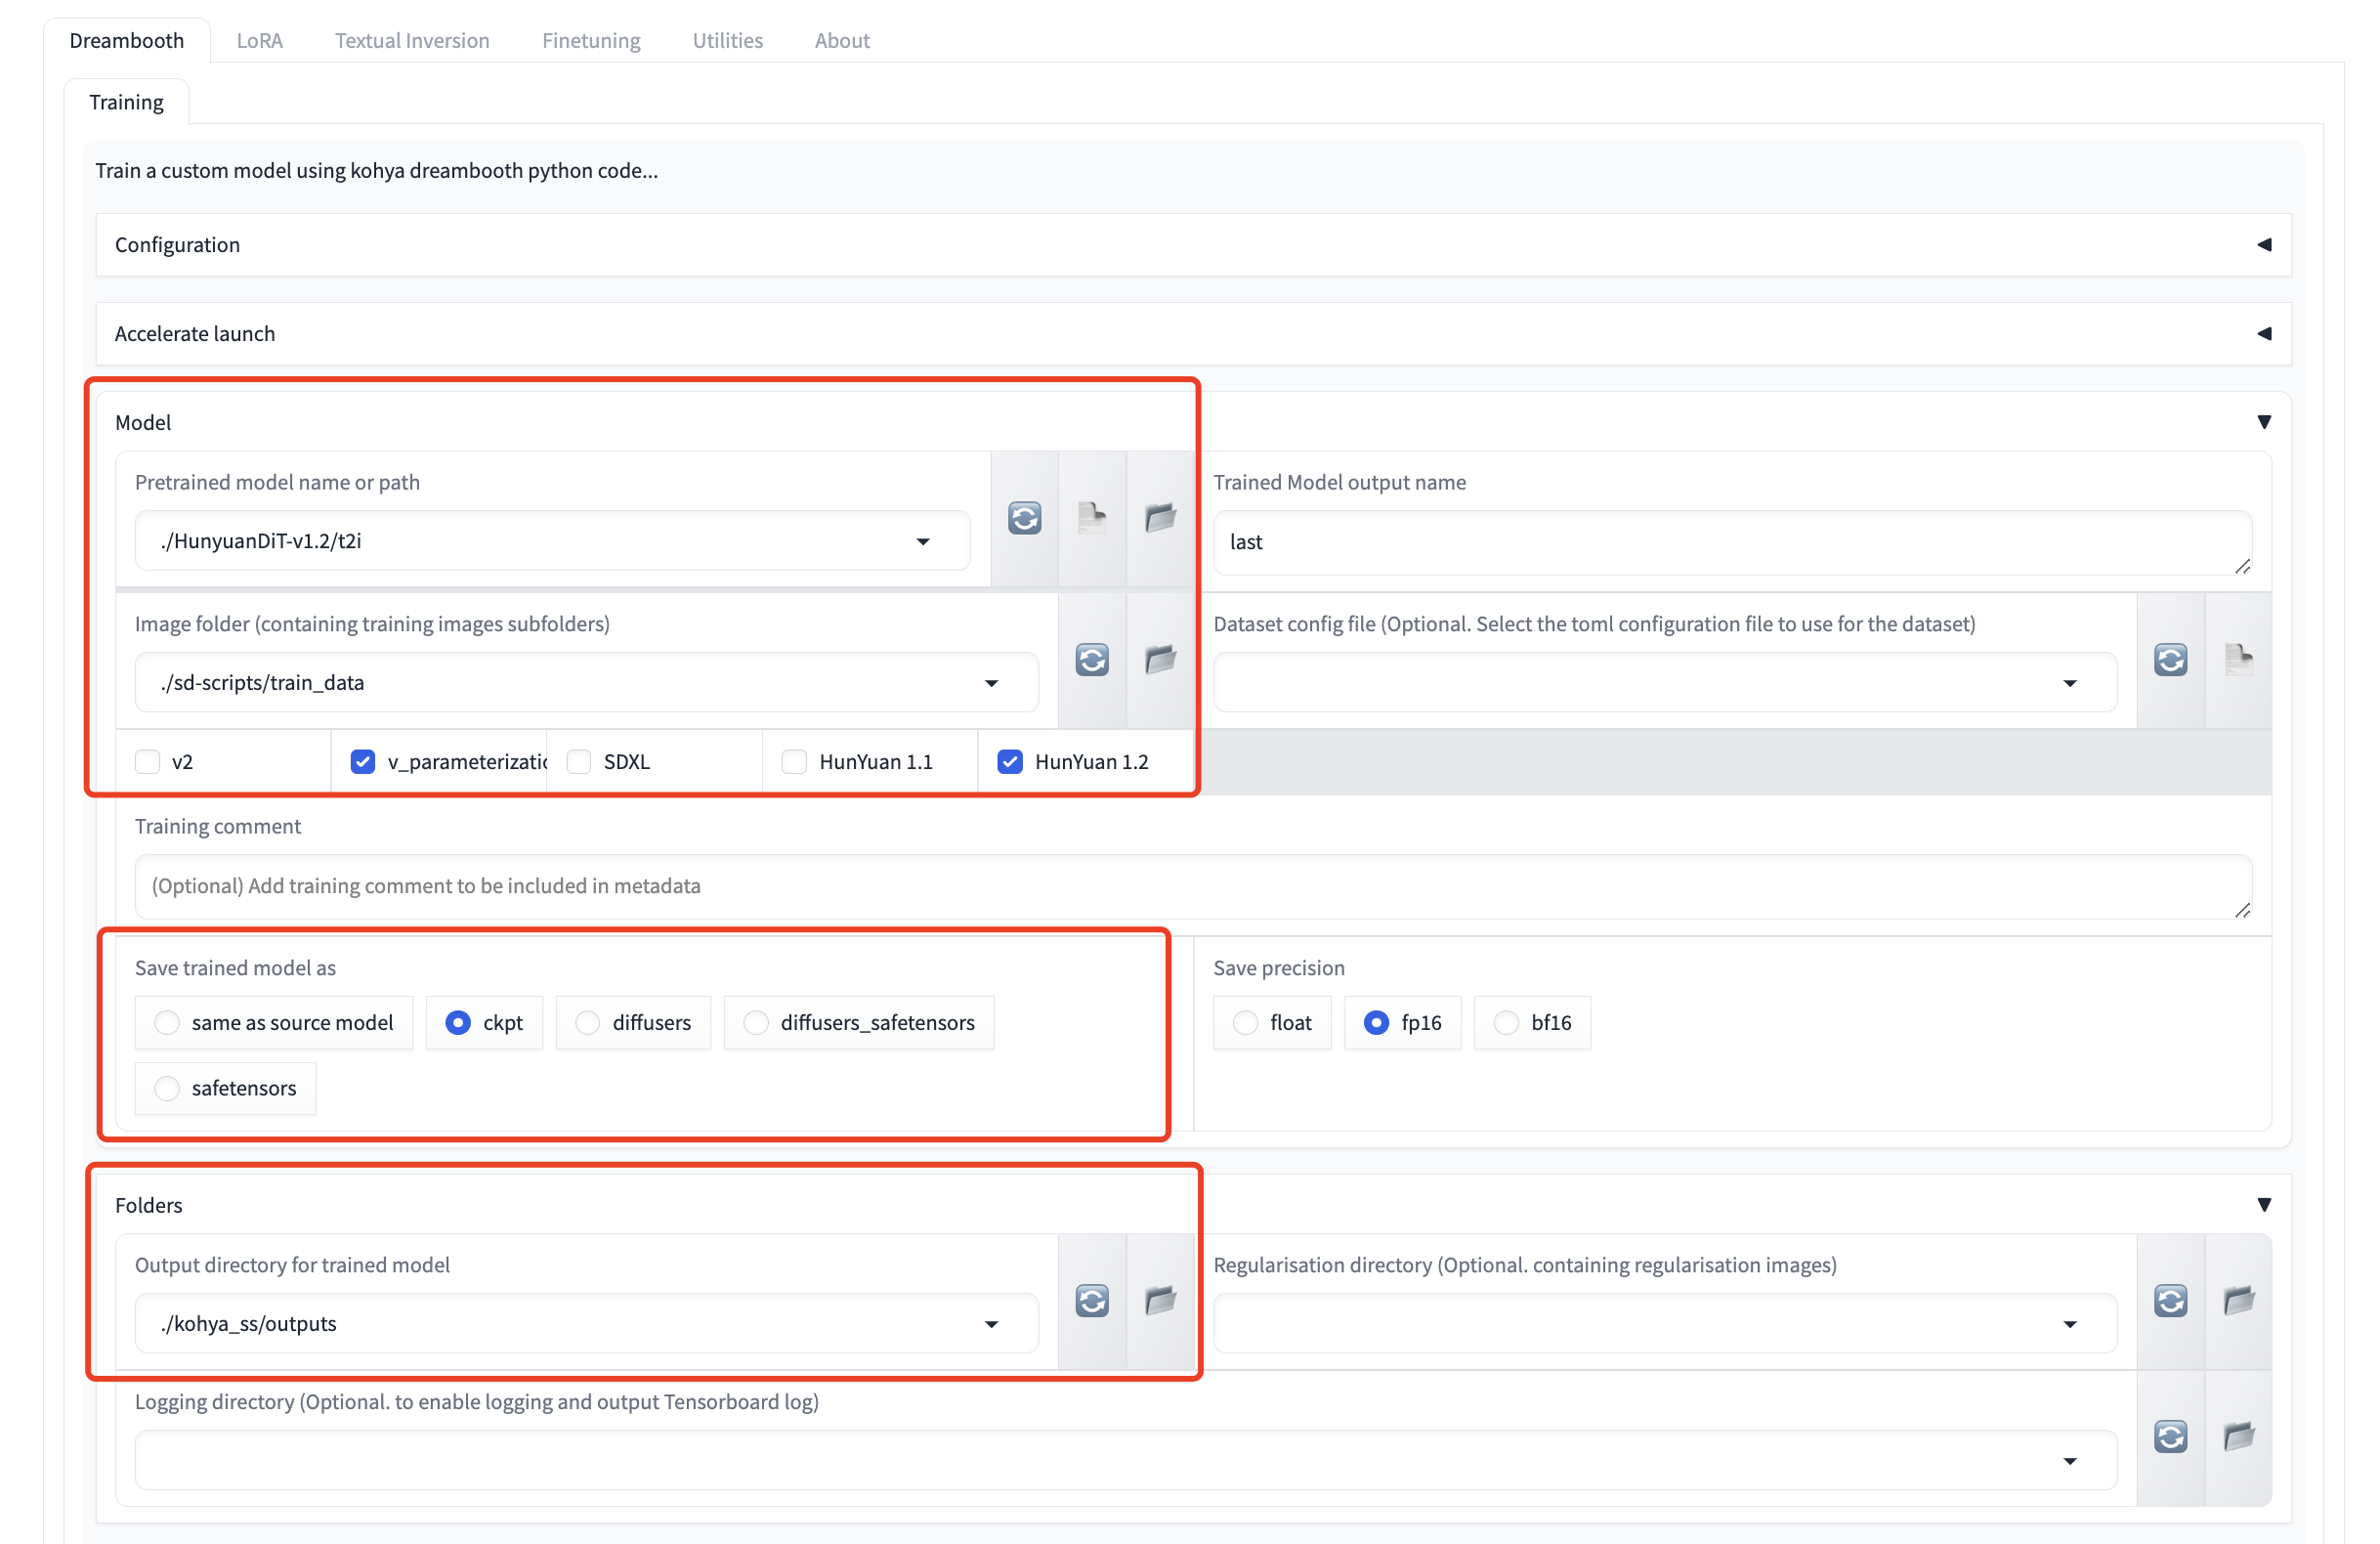 Dreambooth LoRA Textual Inversion Finetuning Utilities About
Training
Train a custom model using kohya dreambooth python code...
Configuration
Accelerate launch
Model
Pretrained model name or path
./HunyuanDiT-v1.2/t2i
Trained Model output name
last
Image folder (containing training images subfolders)
./sd-scripts/train_data
Dataset config file (Optional. Select the toml configuration file to use for the dataset)
v2 v_parameterizatic SDXL HunYuan 1.1 HunYuan 1.2
Training comment
(Optional) Add training comment to be included in metadata
Save trained model as
same as source model ckpt diffusers diffusers_safetensors
safetensors
Save precision
float fp16 bf16
Folders
Output directory for trained model
./kohya_ss/outputs
Regularisation directory (Optional. containing regularisation images)
Logging directory (Optional. to enable logging and output Tensorboard log)